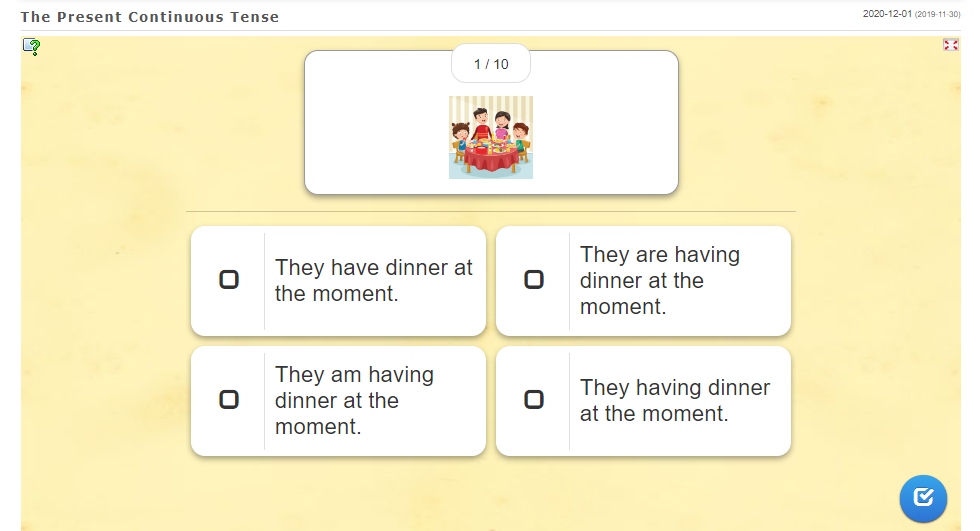 The Present Continuous Tense
2020-12-01 (2019-11-30)
1 / 10
They have dinner at
the moment.
They are having
dinner at the
moment.
They am having
dinner at the
moment.
They having dinner
at the moment.